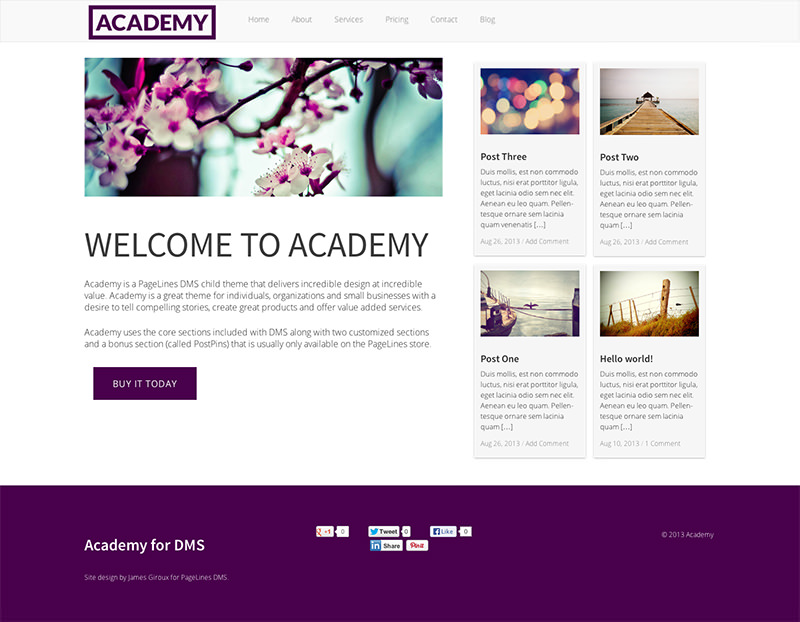 ACADEMY
Home About Services Pricing Contact Blog
WELCOME TO ACADEMY
Academy is a PageLines DMS child theme that delivers incredible design at incredible
value. Academy is a great theme for individuals, organizations and small businesses with a
desire to tell compelling stories, create great products and offer value added services.
Academy uses the core sections included with DMS along with two customized sections
and a bonus section (called PostPins) that is usually only available on the PageLines store.
BUY IT TODAY
Post Three
Duis mollis, est non commodo
luctus, nisi erat porttitor ligula,
eget lacinia odio sem nec elit.
Aenean eu leo quam. Pellen-
tesque ornare sem lacinia
quam venenatis [...]
Aug 26, 2013 / Add Comment
Post Two
Duis mollis, est non commodo
luctus, nisi erat porttitor ligula,
eget lacinia odio sem nec elit.
Aenean eu leo quam. Pellen-
tesque ornare sem lacinia
quam [...]
Aug 26, 2013 / Add Comment
Post One
Duis mollis, est non commodo
luctus, nisi erat porttitor ligula,
eget lacinia odio sem nec elit.
Aenean eu leo quam. Pellen-
tesque ornare sem lacinia
quam [...]
Aug 26, 2013 / Add Comment
Hello world!
Duis mollis, est non commodo
luctus, nisi erat porttitor ligula,
eget lacinia odio sem nec elit.
Aenean eu leo quam. Pellen-
tesque ornare sem lacinia
quam [...]
Aug 10, 2013 / 1 Comment
Academy for DMS
Site design by James Giroux for PageLines DMS.
g +1 0 Tweet 0 f Like 0
in Share Pin it
© 2013 Academy